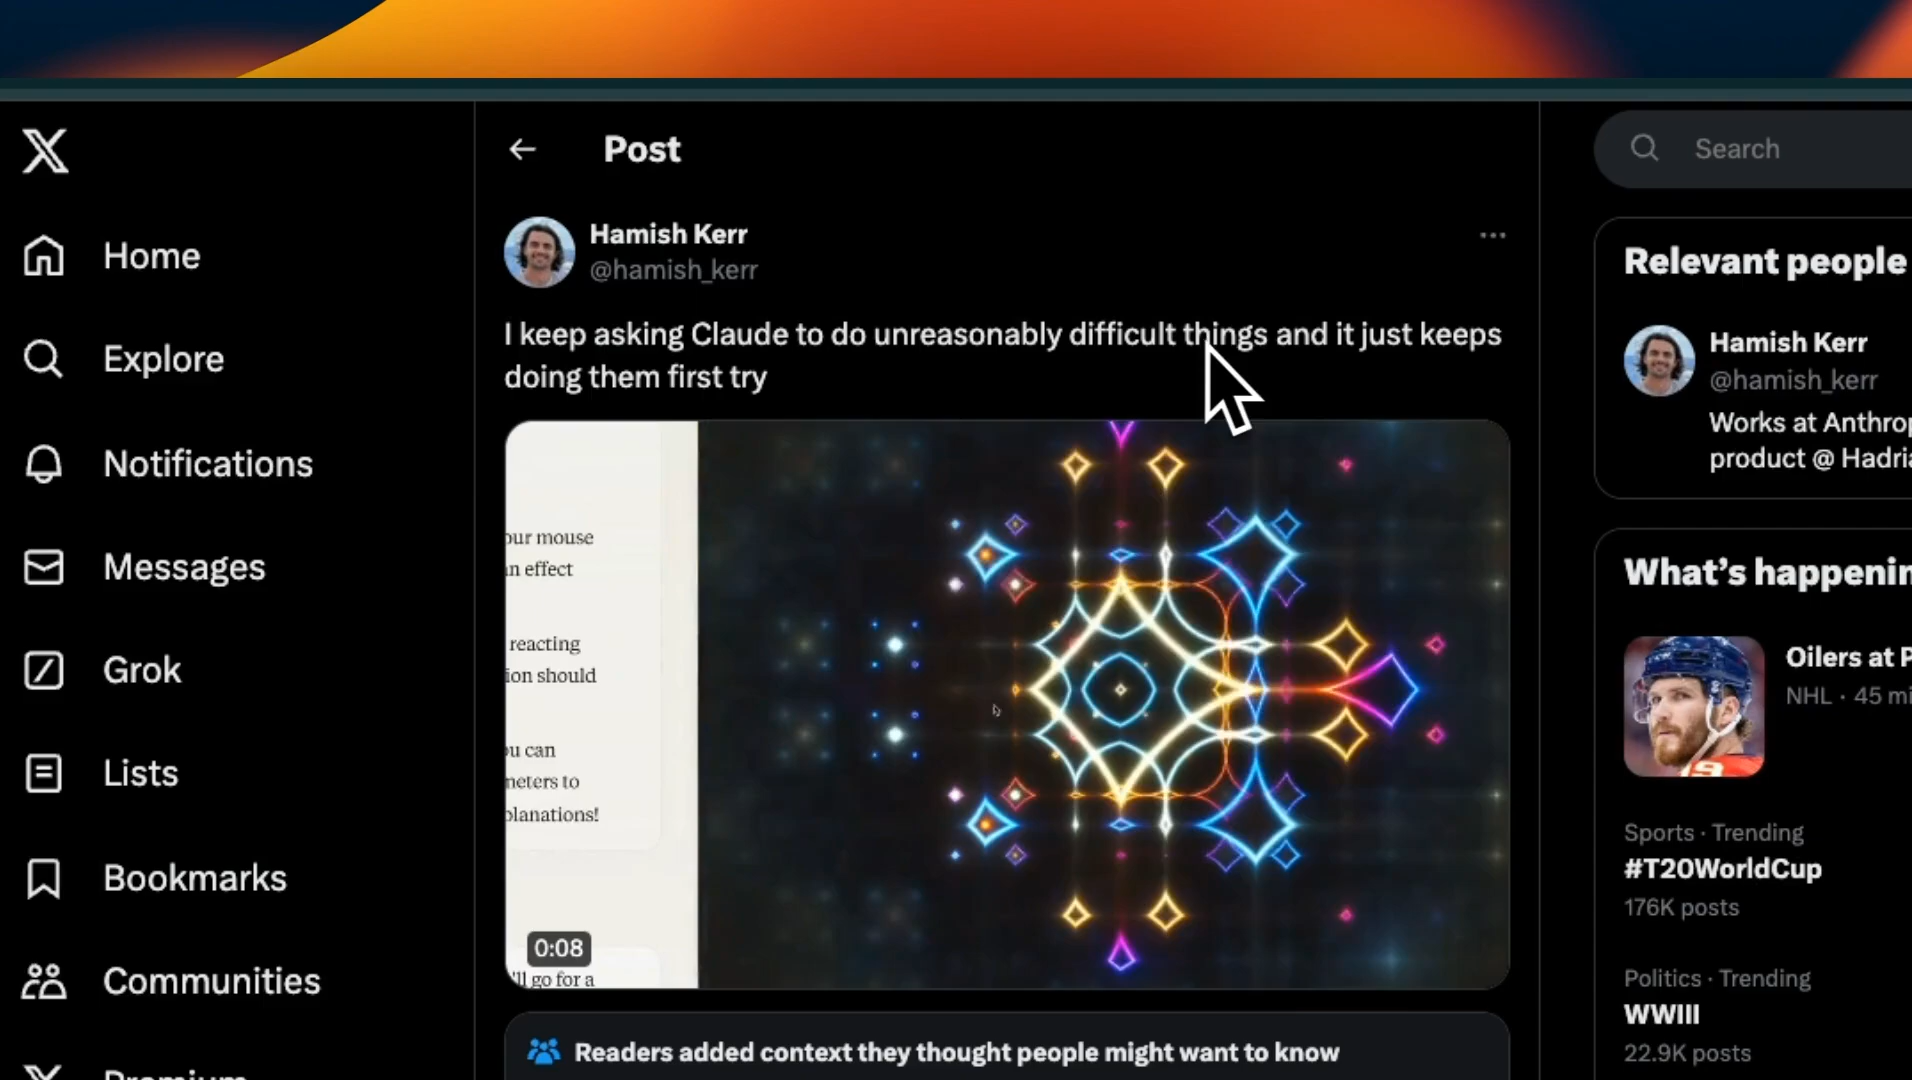 Post
Search
Home
Explore
Notifications
Messages
Grok
Lists
Bookmarks
Communities
Premium
Hamish Kerr
@hamish_kerr
I keep asking Claude to do unreasonably difficult things and it just keeps
doing them first try
our mouse
n effect
reacting
ion should
ou can
neters to
planations!
0:08
'll go for a
Readers added context they thought people might want to know
Relevant people
Hamish Kerr
@hamish_kerr
Works at Anthrop
product @ Hadria
What's happenin
Oilers at P
NHL · 45 mi
Sports · Trending
#T20WorldCup
176K posts
Politics · Trending
WWIII
22.9K posts